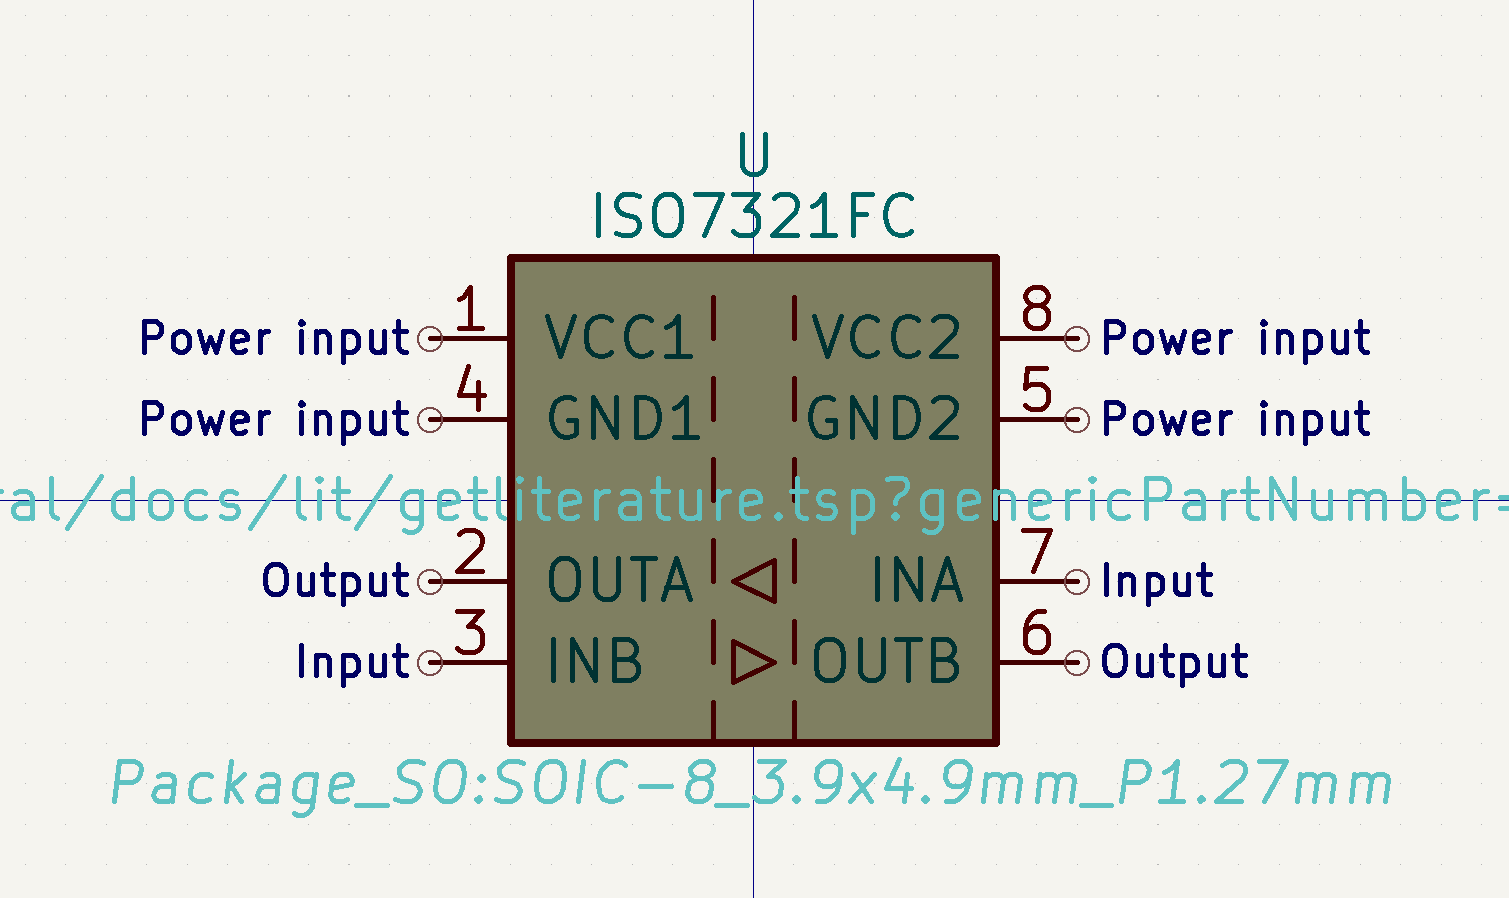 U
ISO7321FC
Power input 1 VCC1 VCC2 8 Power input
Power input 4 GND1 GND2 5 Power input
al/docs/lit/getliterature.tsp?genericPartNumber=
Output 2 OUTA INA 7 Input
Input 3 INB OUTB 6 Output
Package_SO:SOIC-8_3.9x4.9mm_P1.27mm